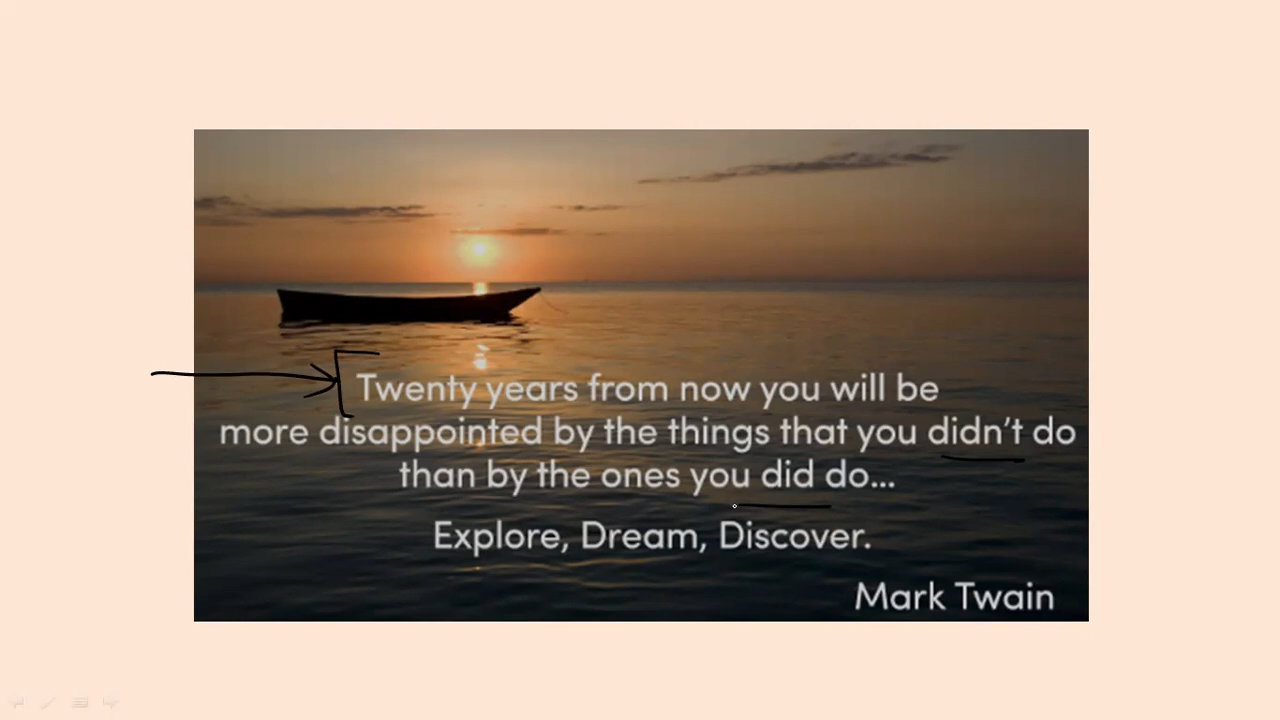 Twenty years from now you will be
more disappointed by the things that you didn't do
than by the ones you did do...
Explore, Dream, Discover.
Mark Twain